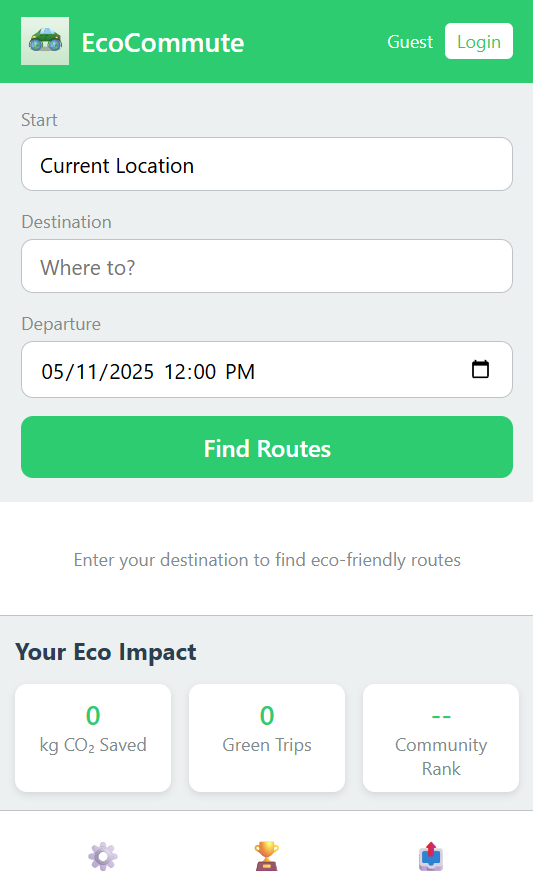 EcoCommute
Guest
Login
Start
Current Location
Destination
Where to?
Departure
05/11/2025 12:00 PM
Find Routes
Enter your destination to find eco-friendly routes
Your Eco Impact
0
kg CO₂ Saved
0
Green Trips
--
Community
Rank